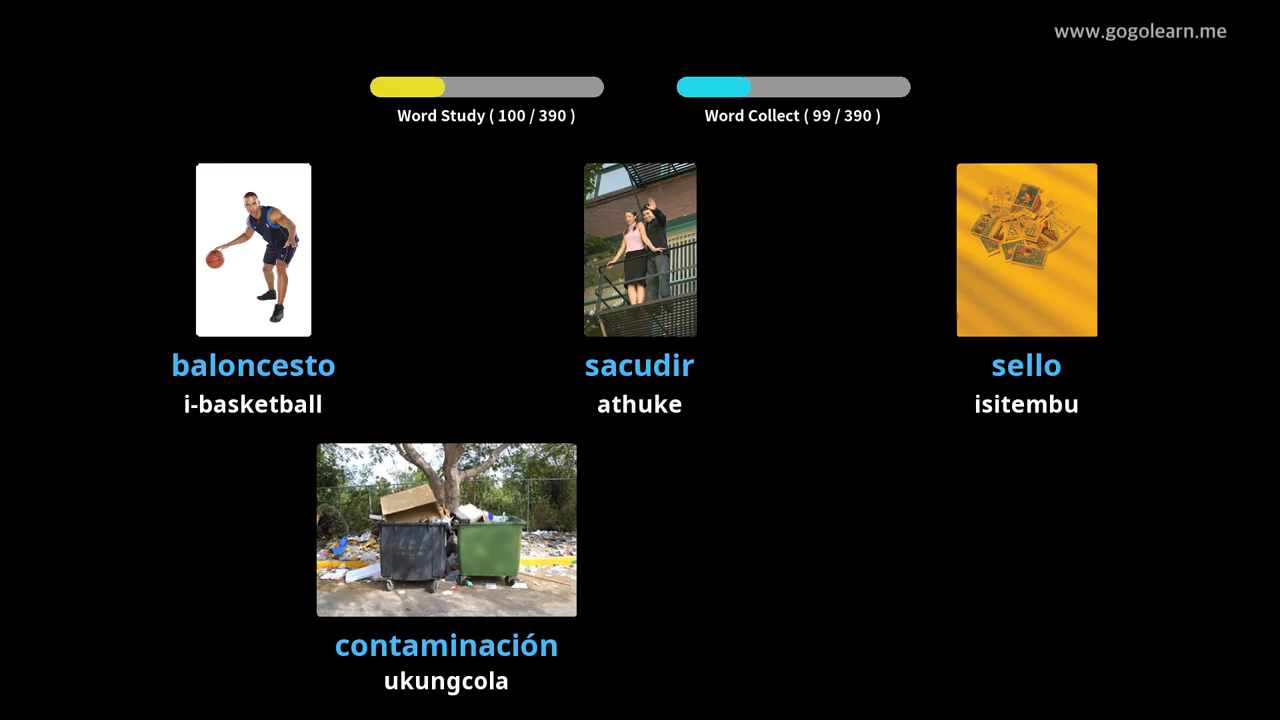 www.gogolearn.me
Word Study ( 100 / 390 )
Word Collect ( 99 / 390 )
baloncesto
i-basketball
sacudir
athuke
sello
isitembu
contaminación
ukungcola